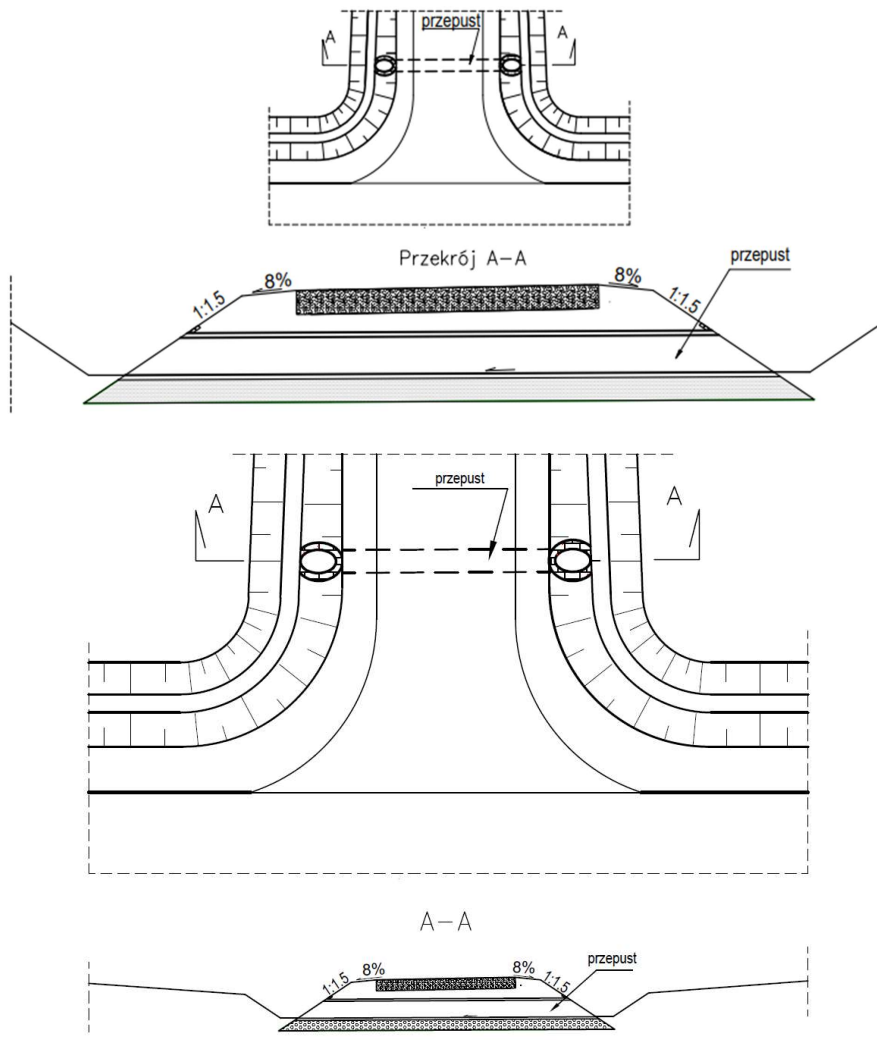 przepust
A A
Przekrój A-A
przepust
8% 8%
1:1.5 1:1.5
przepust
A A
A-A
przepust
8% 8%
1:1.5 1:1.5